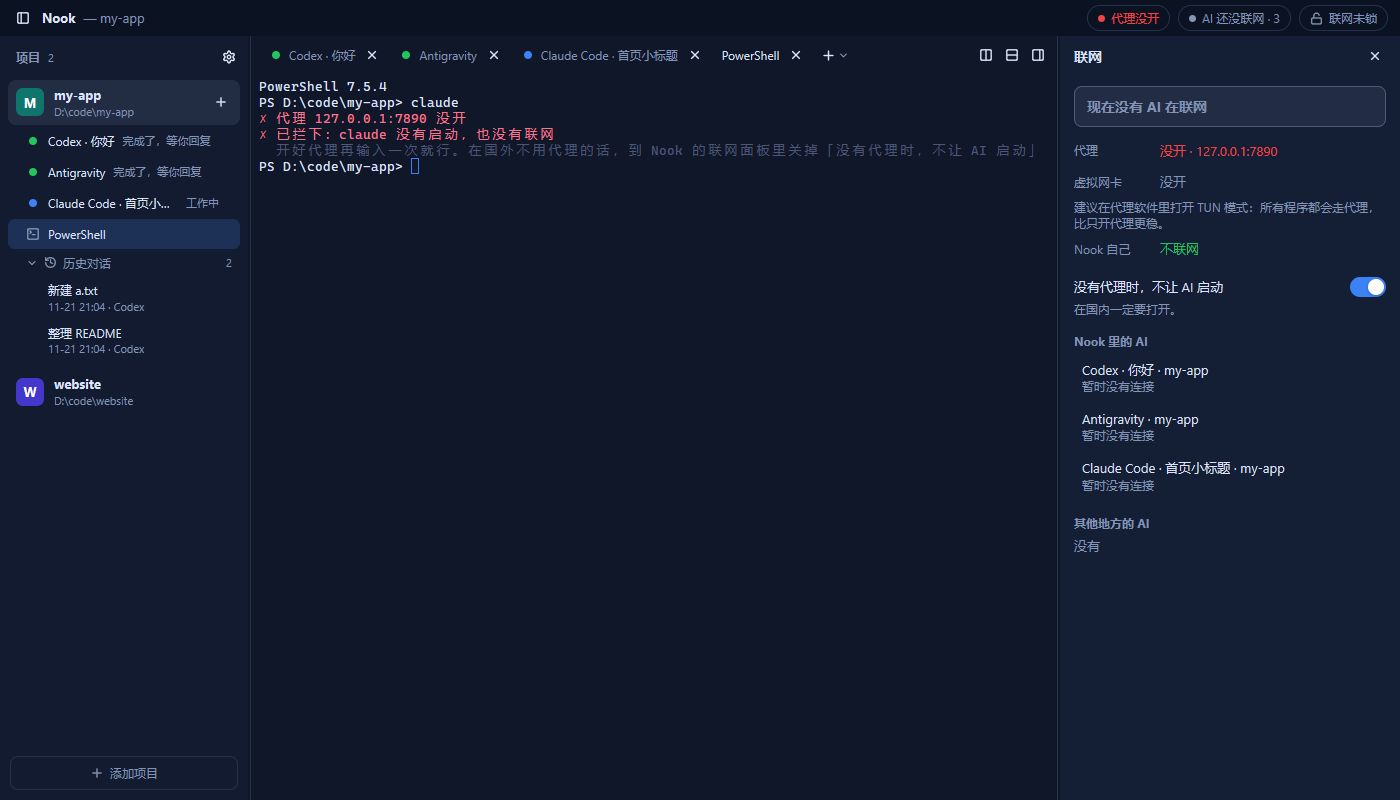 Nook — my-app
代理没开
AI 还没联网 · 3
联网未锁
项目 2
M
my-app
D:\code\my-app
Codex · 你好 完成了，等你回复
Antigravity 完成了，等你回复
Claude Code · 首页小... 工作中
PowerShell
历史对话 2
新建 a.txt
11-21 21:04 · Codex
整理 README
11-21 21:04 · Codex
W
website
D:\code\website
添加项目
Codex · 你好
Antigravity
Claude Code · 首页小标题
PowerShell
PowerShell 7.5.4
PS D:\code\my-app> claude
✗ 代理 127.0.0.1:7890 没开
✗ 已拦下：claude 没有启动，也没有联网
开好代理再输入一次就行。在国外不用代理的话，到 Nook 的联网面板里关掉「没有代理时，不让 AI 启动」
PS D:\code\my-app>
联网
现在没有 AI 在联网
代理 没开 · 127.0.0.1:7890
虚拟网卡 没开
建议在代理软件里打开 TUN 模式：所有程序都会走代理，
比只开代理更稳。
Nook 自己 不联网
没有代理时，不让 AI 启动
在国内一定要打开。
Nook 里的 AI
Codex · 你好 · my-app
暂时没有连接
Antigravity · my-app
暂时没有连接
Claude Code · 首页小标题 · my-app
暂时没有连接
其他地方的 AI
没有